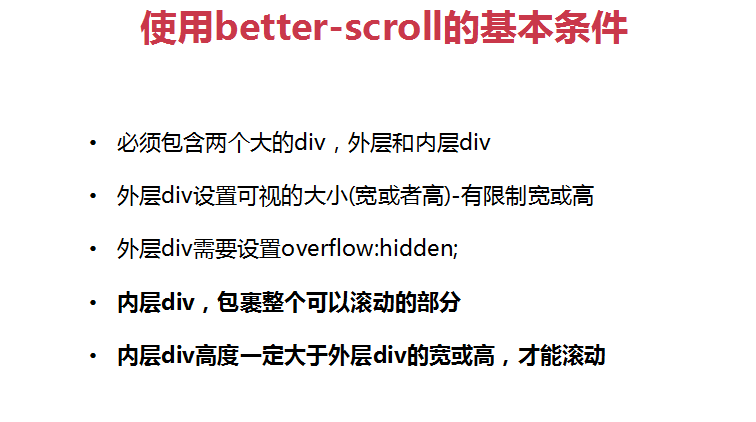 使用better-scroll的基本条件
• 必须包含两个大的div，外层和内层div
• 外层div设置可视的大小(宽或者高)-有限制宽或高
• 外层div需要设置overflow:hidden;
• 内层div，包裹整个可以滚动的部分
• 内层div高度一定大于外层div的宽或高，才能滚动